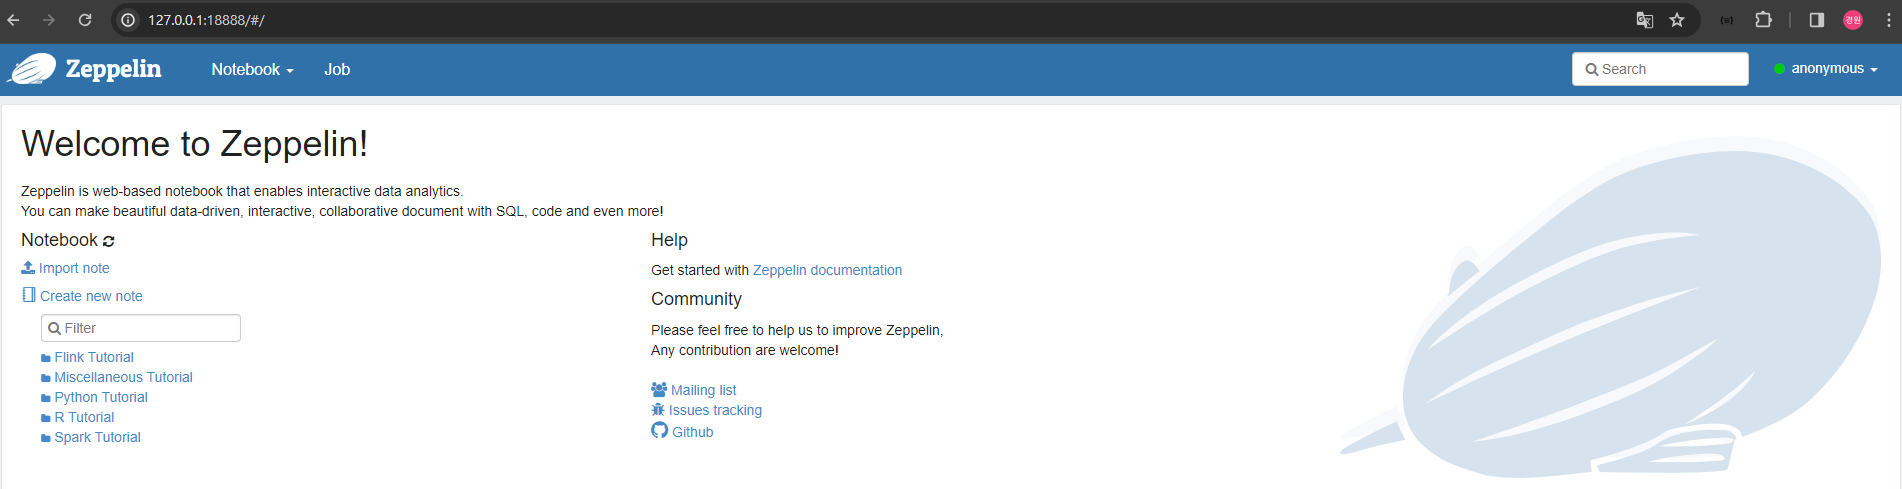 127.0.0.1:18888/#/
경원
Zeppelin
Notebook
Job
Search
anonymous
Welcome to Zeppelin!
Zeppelin is web-based notebook that enables interactive data analytics.
You can make beautiful data-driven, interactive, collaborative document with SQL, code and even more!
Notebook
Import note
Create new note
Filter
Flink Tutorial
Miscellaneous Tutorial
Python Tutorial
R Tutorial
Spark Tutorial
Help
Get started with Zeppelin documentation
Community
Please feel free to help us to improve Zeppelin,
Any contribution are welcome!
Mailing list
Issues tracking
Github